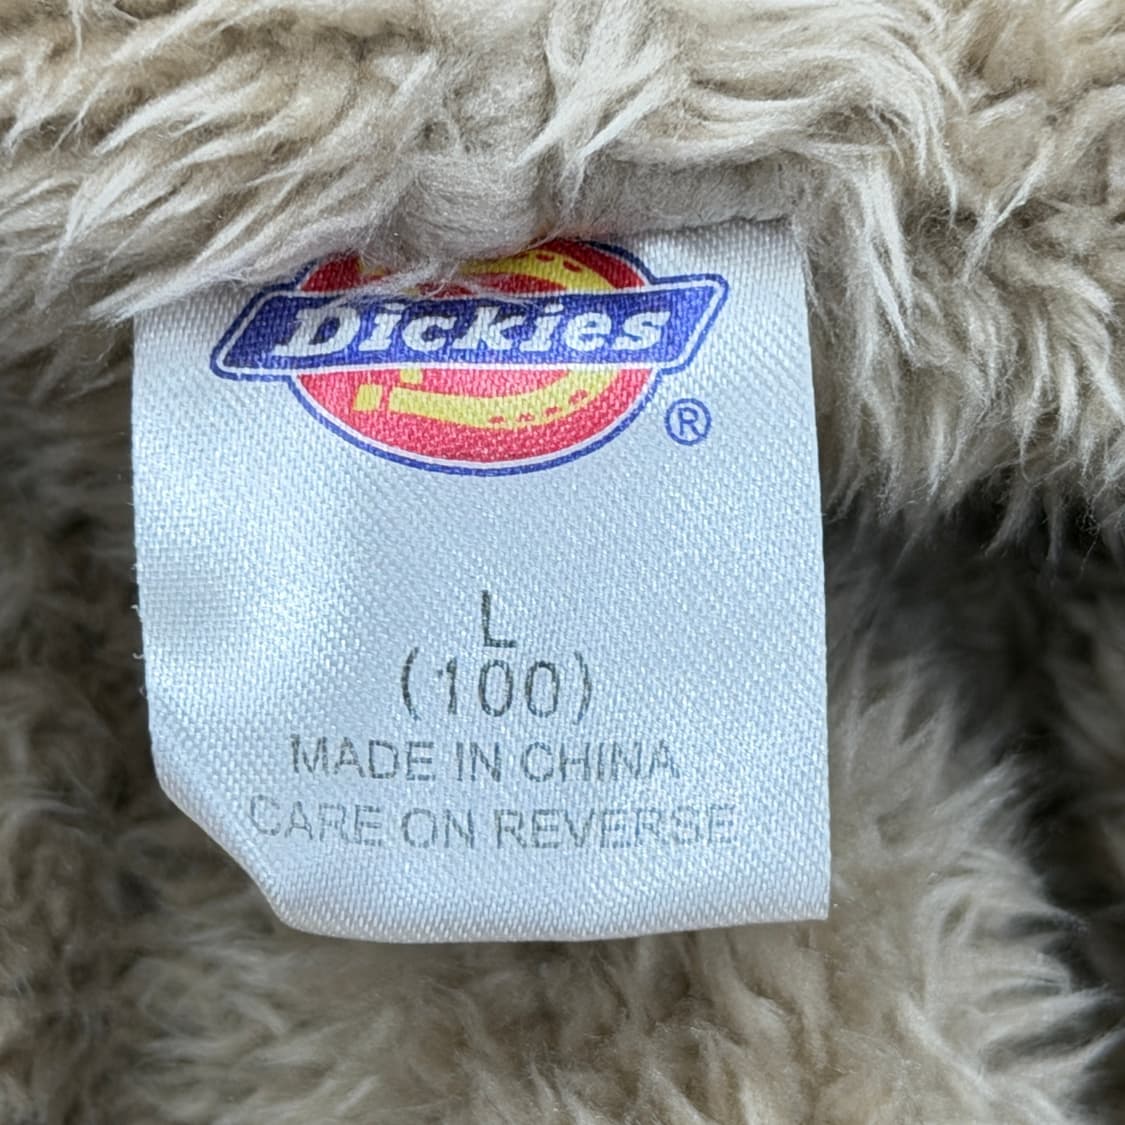 Dickies
®
L
(100)
MADE IN CHINA
CARE ON REVERSE